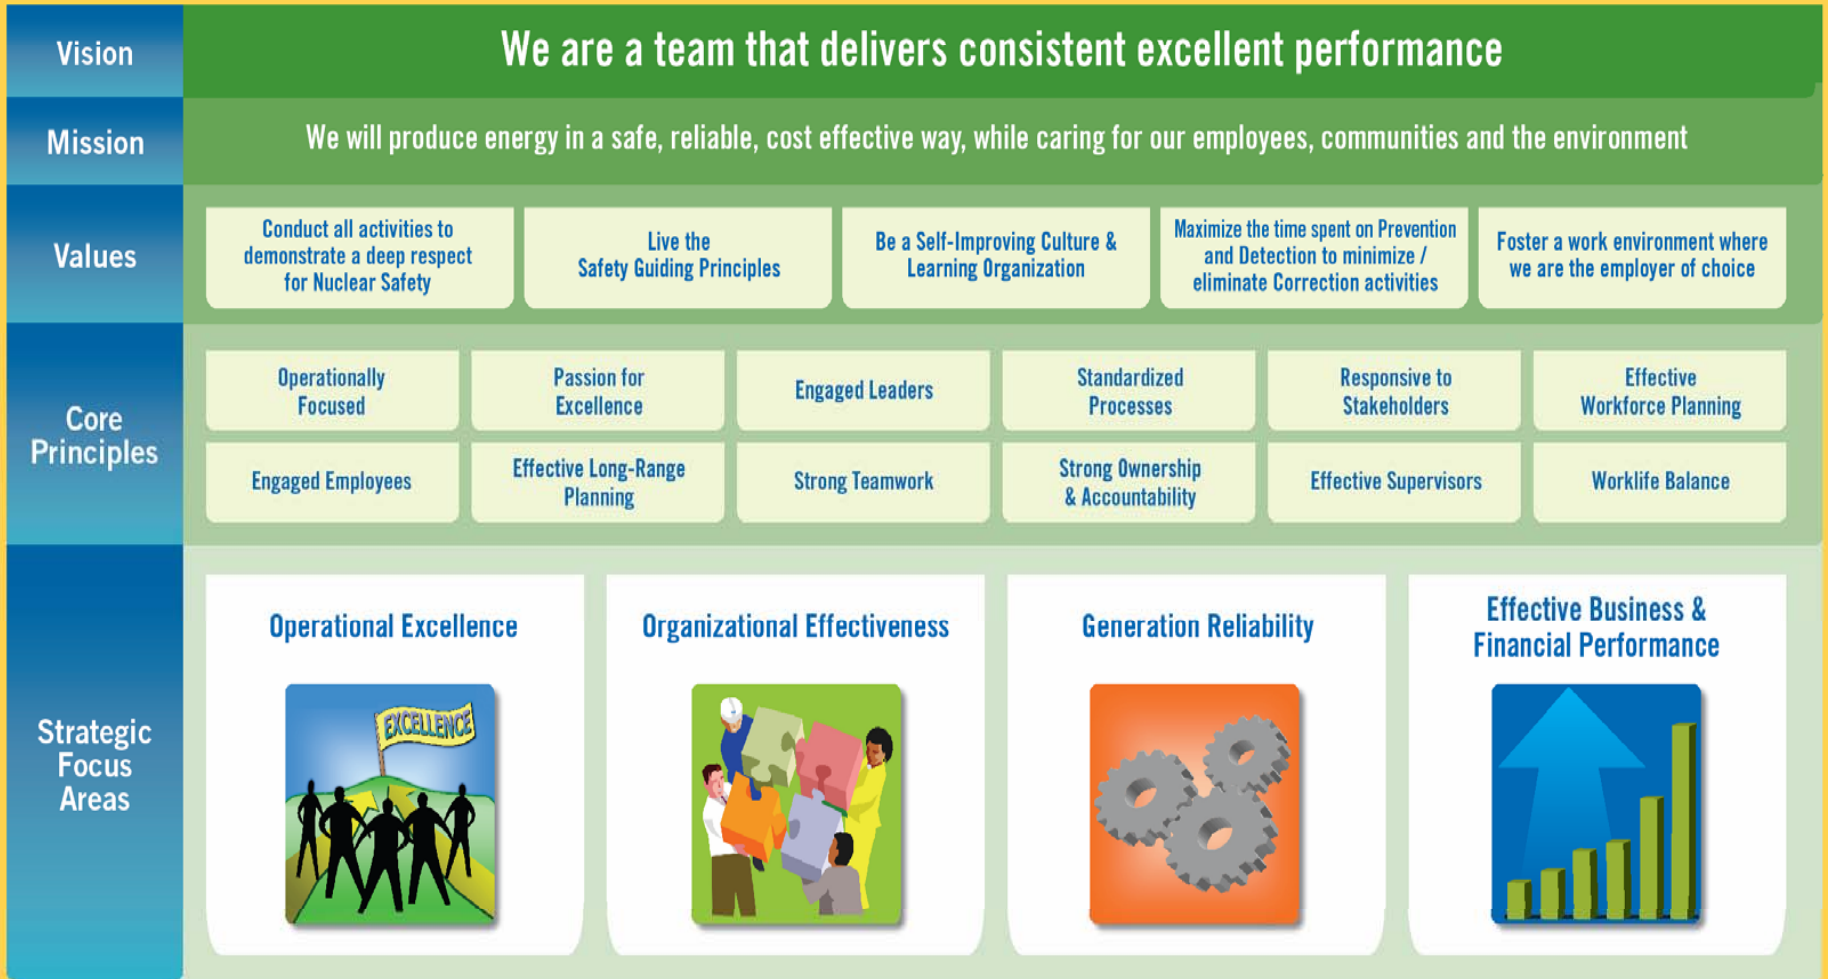 Vision
We are a team that delivers consistent excellent performance
Mission
We will produce energy in a safe, reliable, cost effective way, while caring for our employees, communities and the environment
Values
Conduct all activities to
demonstrate a deep respect
for Nuclear Safety
Live the
Safety Guiding Principles
Be a Self-Improving Culture &
Learning Organization
Maximize the time spent on Prevention
and Detection to minimize /
eliminate Correction activities
Foster a work environment where
we are the employer of choice
Core
Principles
Operationally
Focused
Passion for
Excellence
Engaged Leaders
Standardized
Processes
Responsive to
Stakeholders
Effective
Workforce Planning
Engaged Employees
Effective Long-Range
Planning
Strong Teamwork
Strong Ownership
& Accountability
Effective Supervisors
Worklife Balance
Strategic
Focus
Areas
Operational Excellence
EXCELLENCE
Organizational Effectiveness
Generation Reliability
Effective Business &
Financial Performance